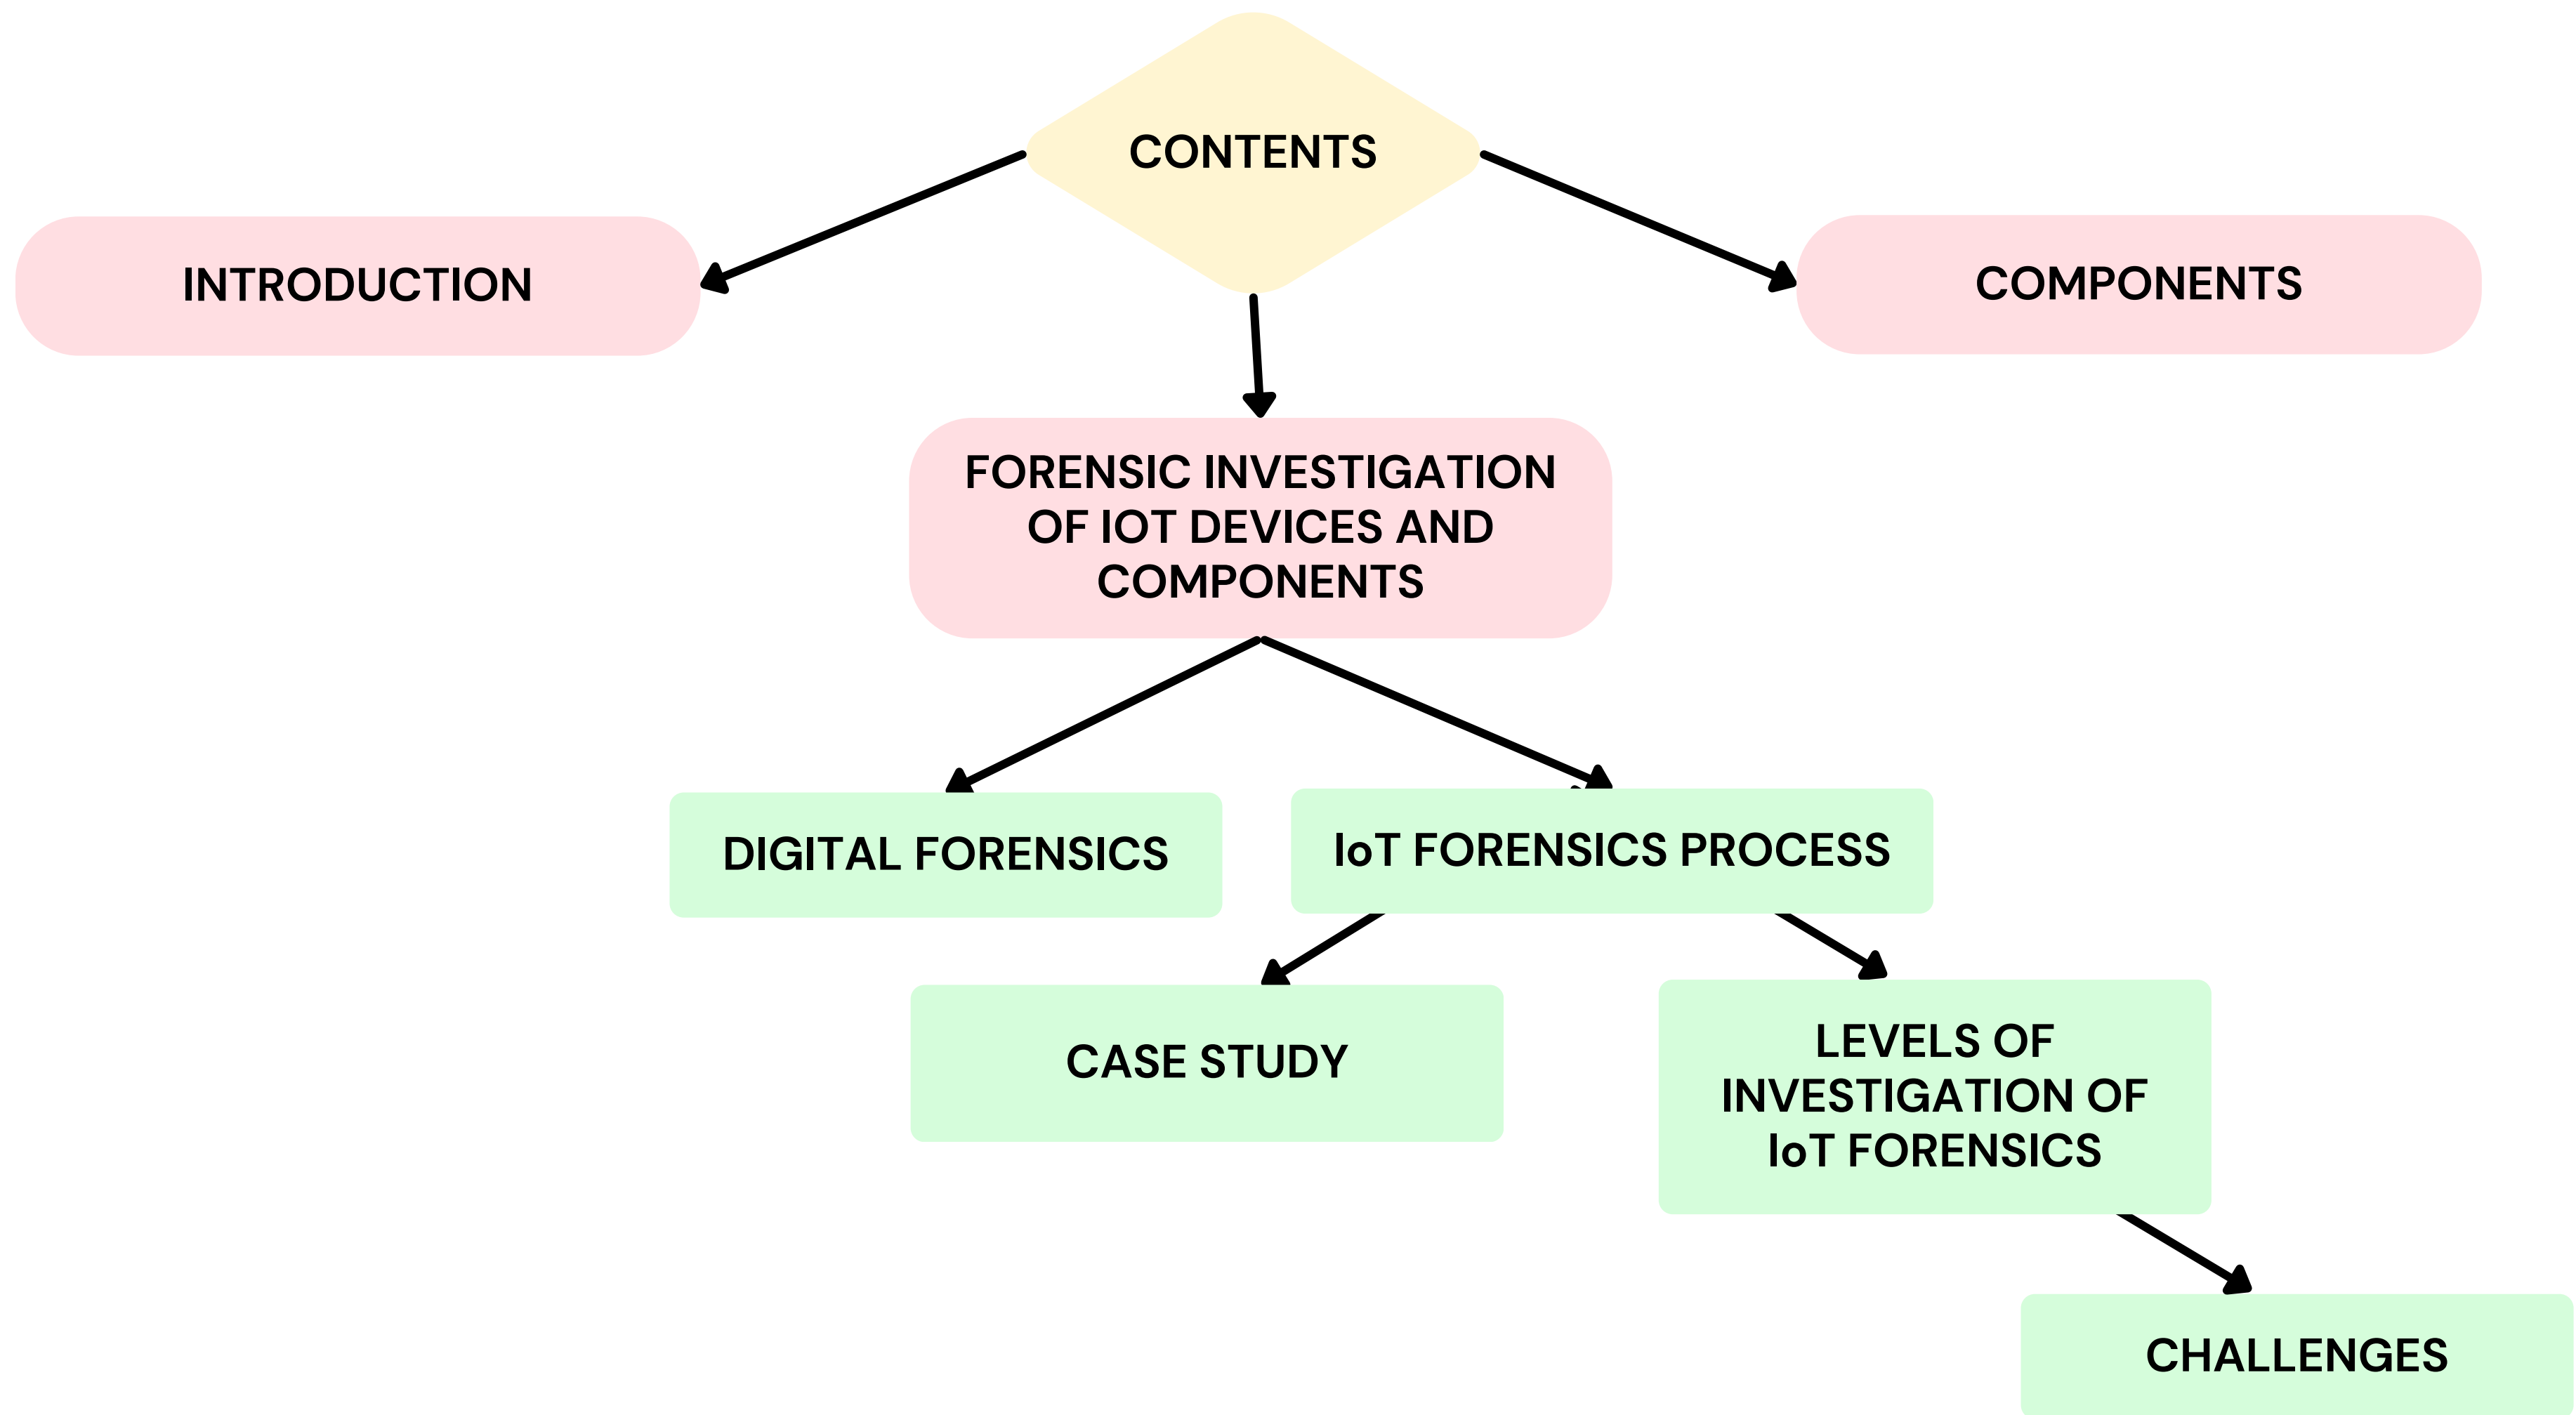 CONTENTS
INTRODUCTION
COMPONENTS
FORENSIC INVESTIGATION
OF IOT DEVICES AND
COMPONENTS
DIGITAL FORENSICS
IoT FORENSICS PROCESS
CASE STUDY
LEVELS OF
INVESTIGATION OF
IoT FORENSICS
CHALLENGES